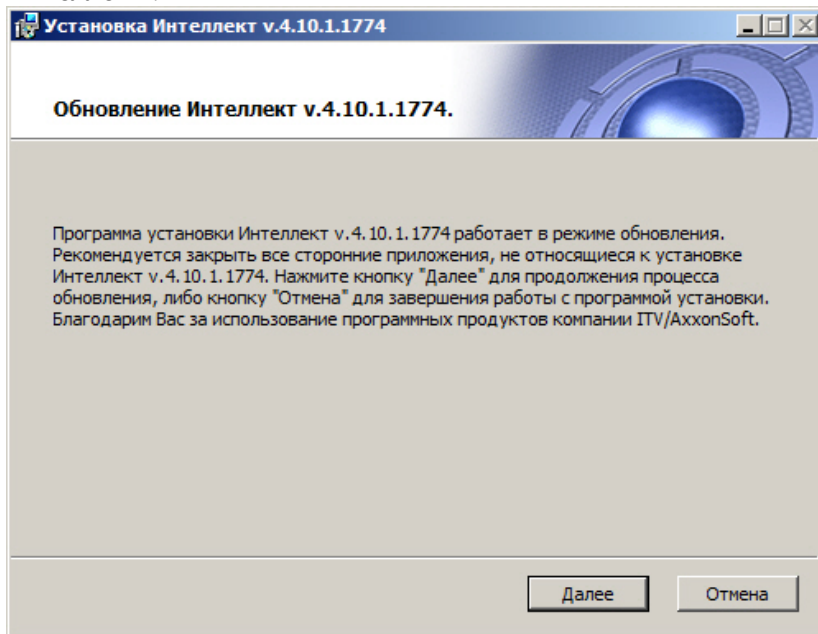 Установка Интеллект v.4.10.1.1774
Обновление Интеллект v.4.10.1.1774.
Программа установки Интеллект v.4.10.1.1774 работает в режиме обновления.
Рекомендуется закрыть все сторонние приложения, не относящиеся к установке
Интеллект v.4.10.1.1774. Нажмите кнопку "Далее" для продолжения процесса
обновления, либо кнопку "Отмена" для завершения работы с программой установки.
Благодарим Вас за использование программных продуктов компании ITV/AxxonSoft.
Далее
Отмена